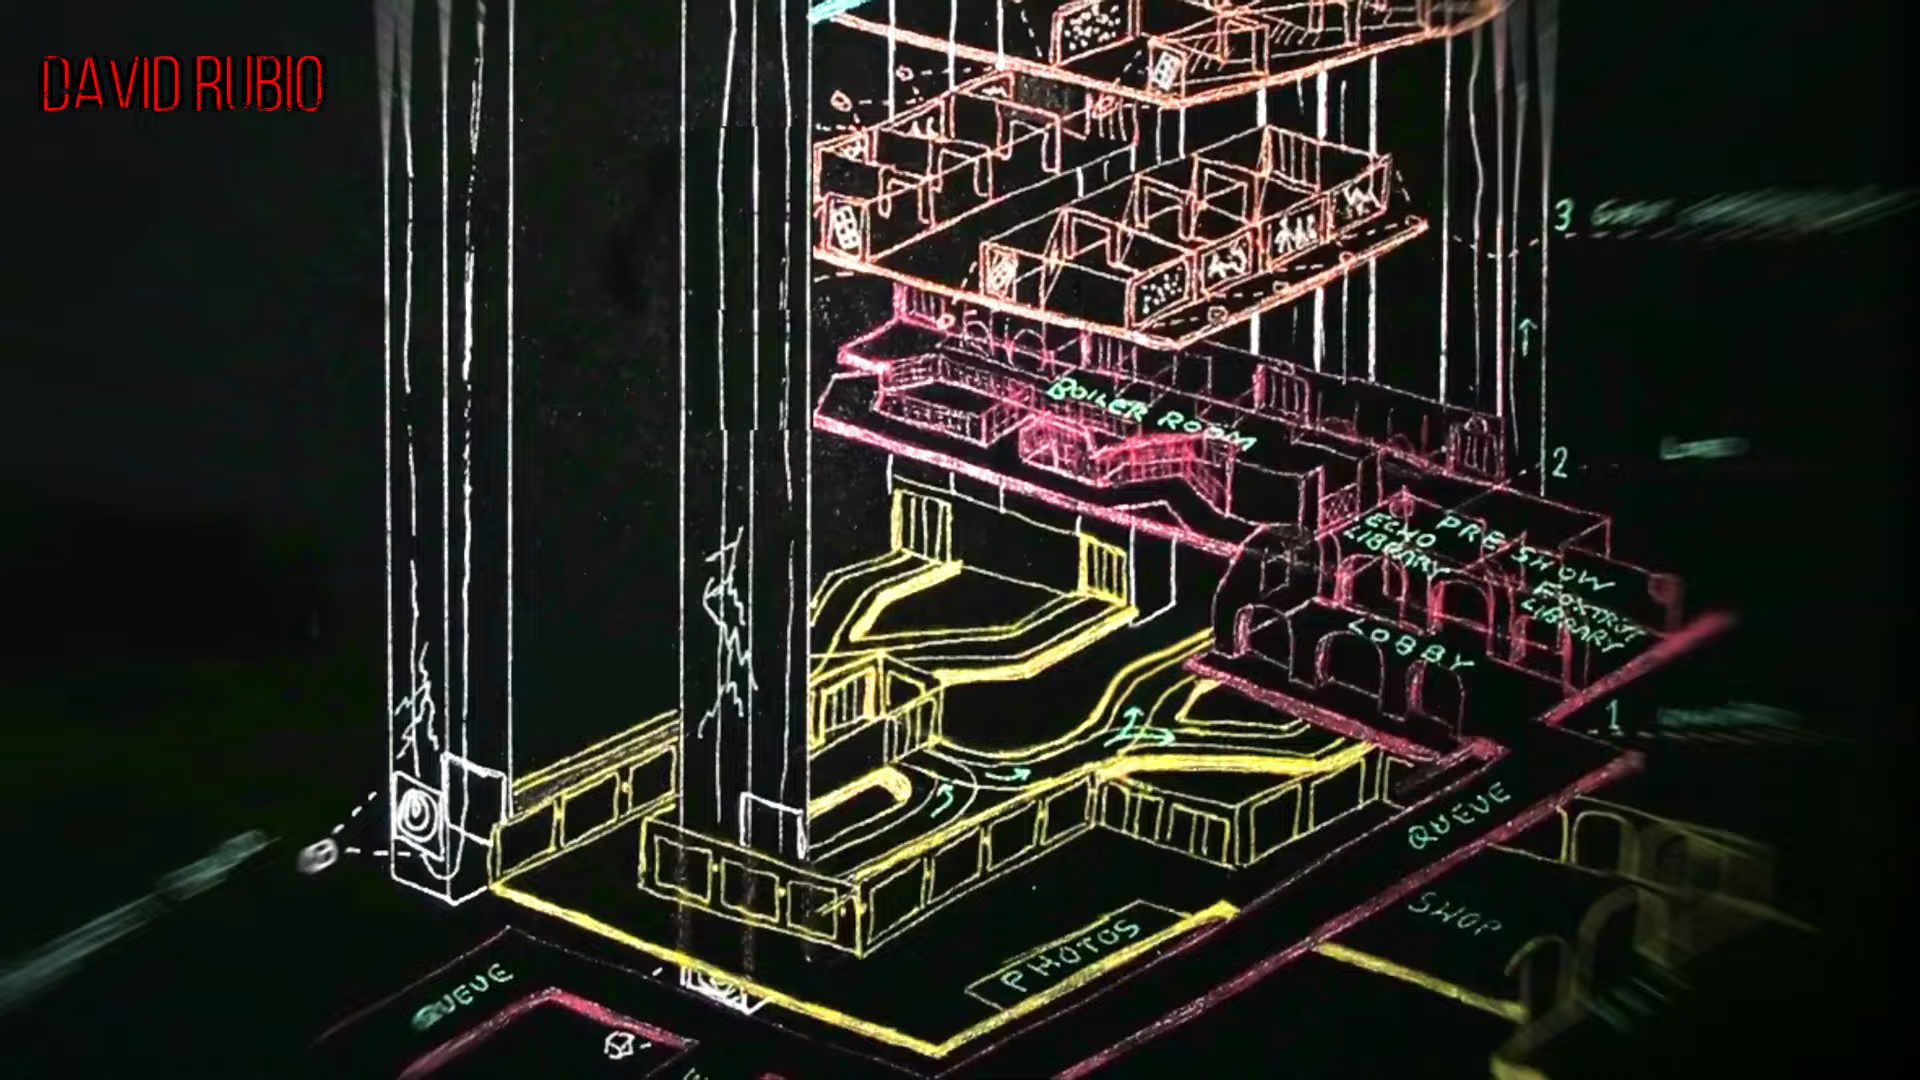 DAVID RUBIO
3
BOILER ROOM
2
ECHO
LIBRARY
PRE SHOW
FOXTROT
LIBRARY
LOBBY
1
QUEUE
SHOP
PHOTOS
QUEUE